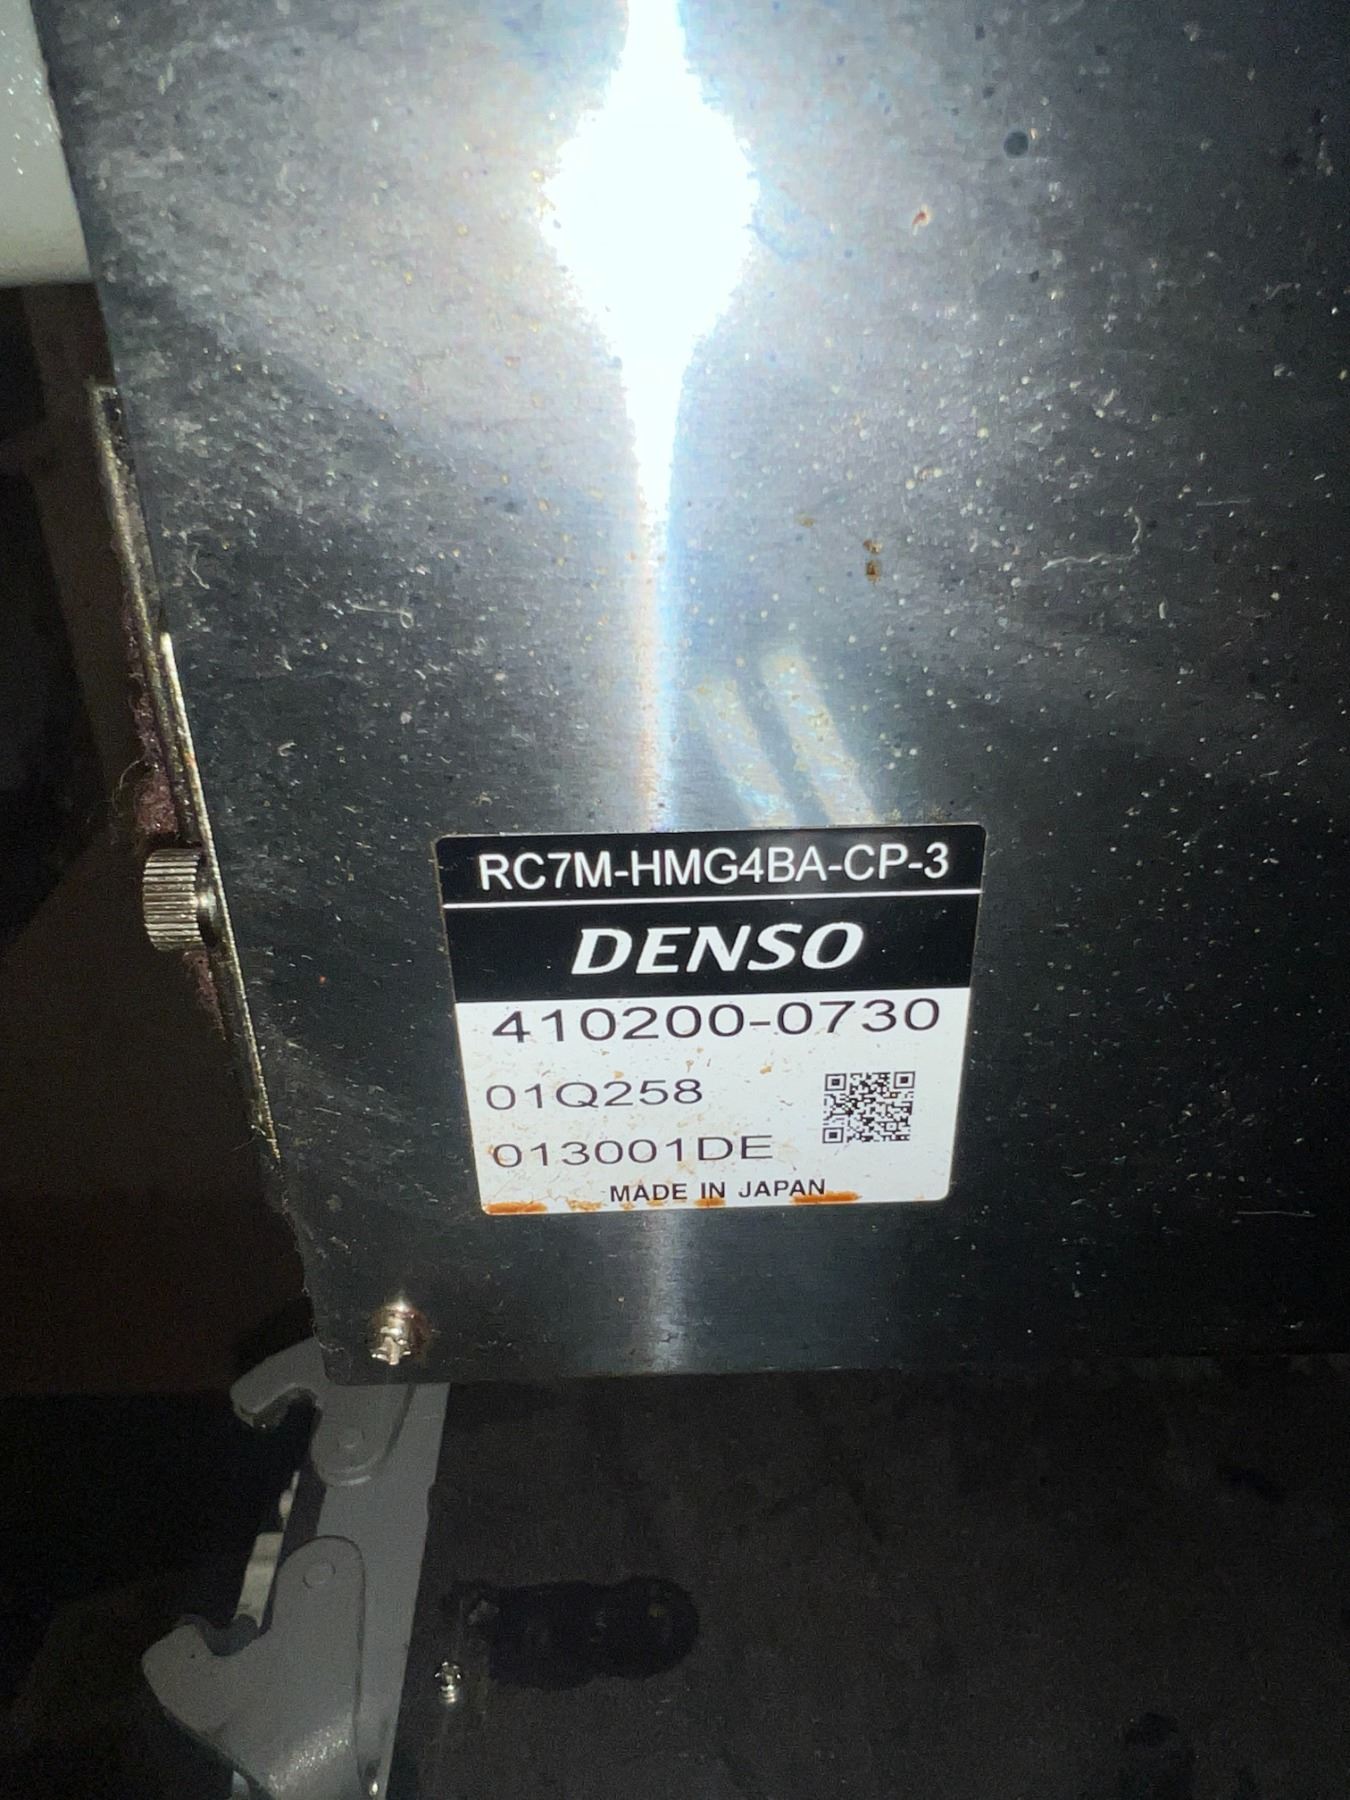 RC7M-HMG4BA-CP-3
DENSO
410200-0730
01Q258
013001DE
MADE IN JAPAN